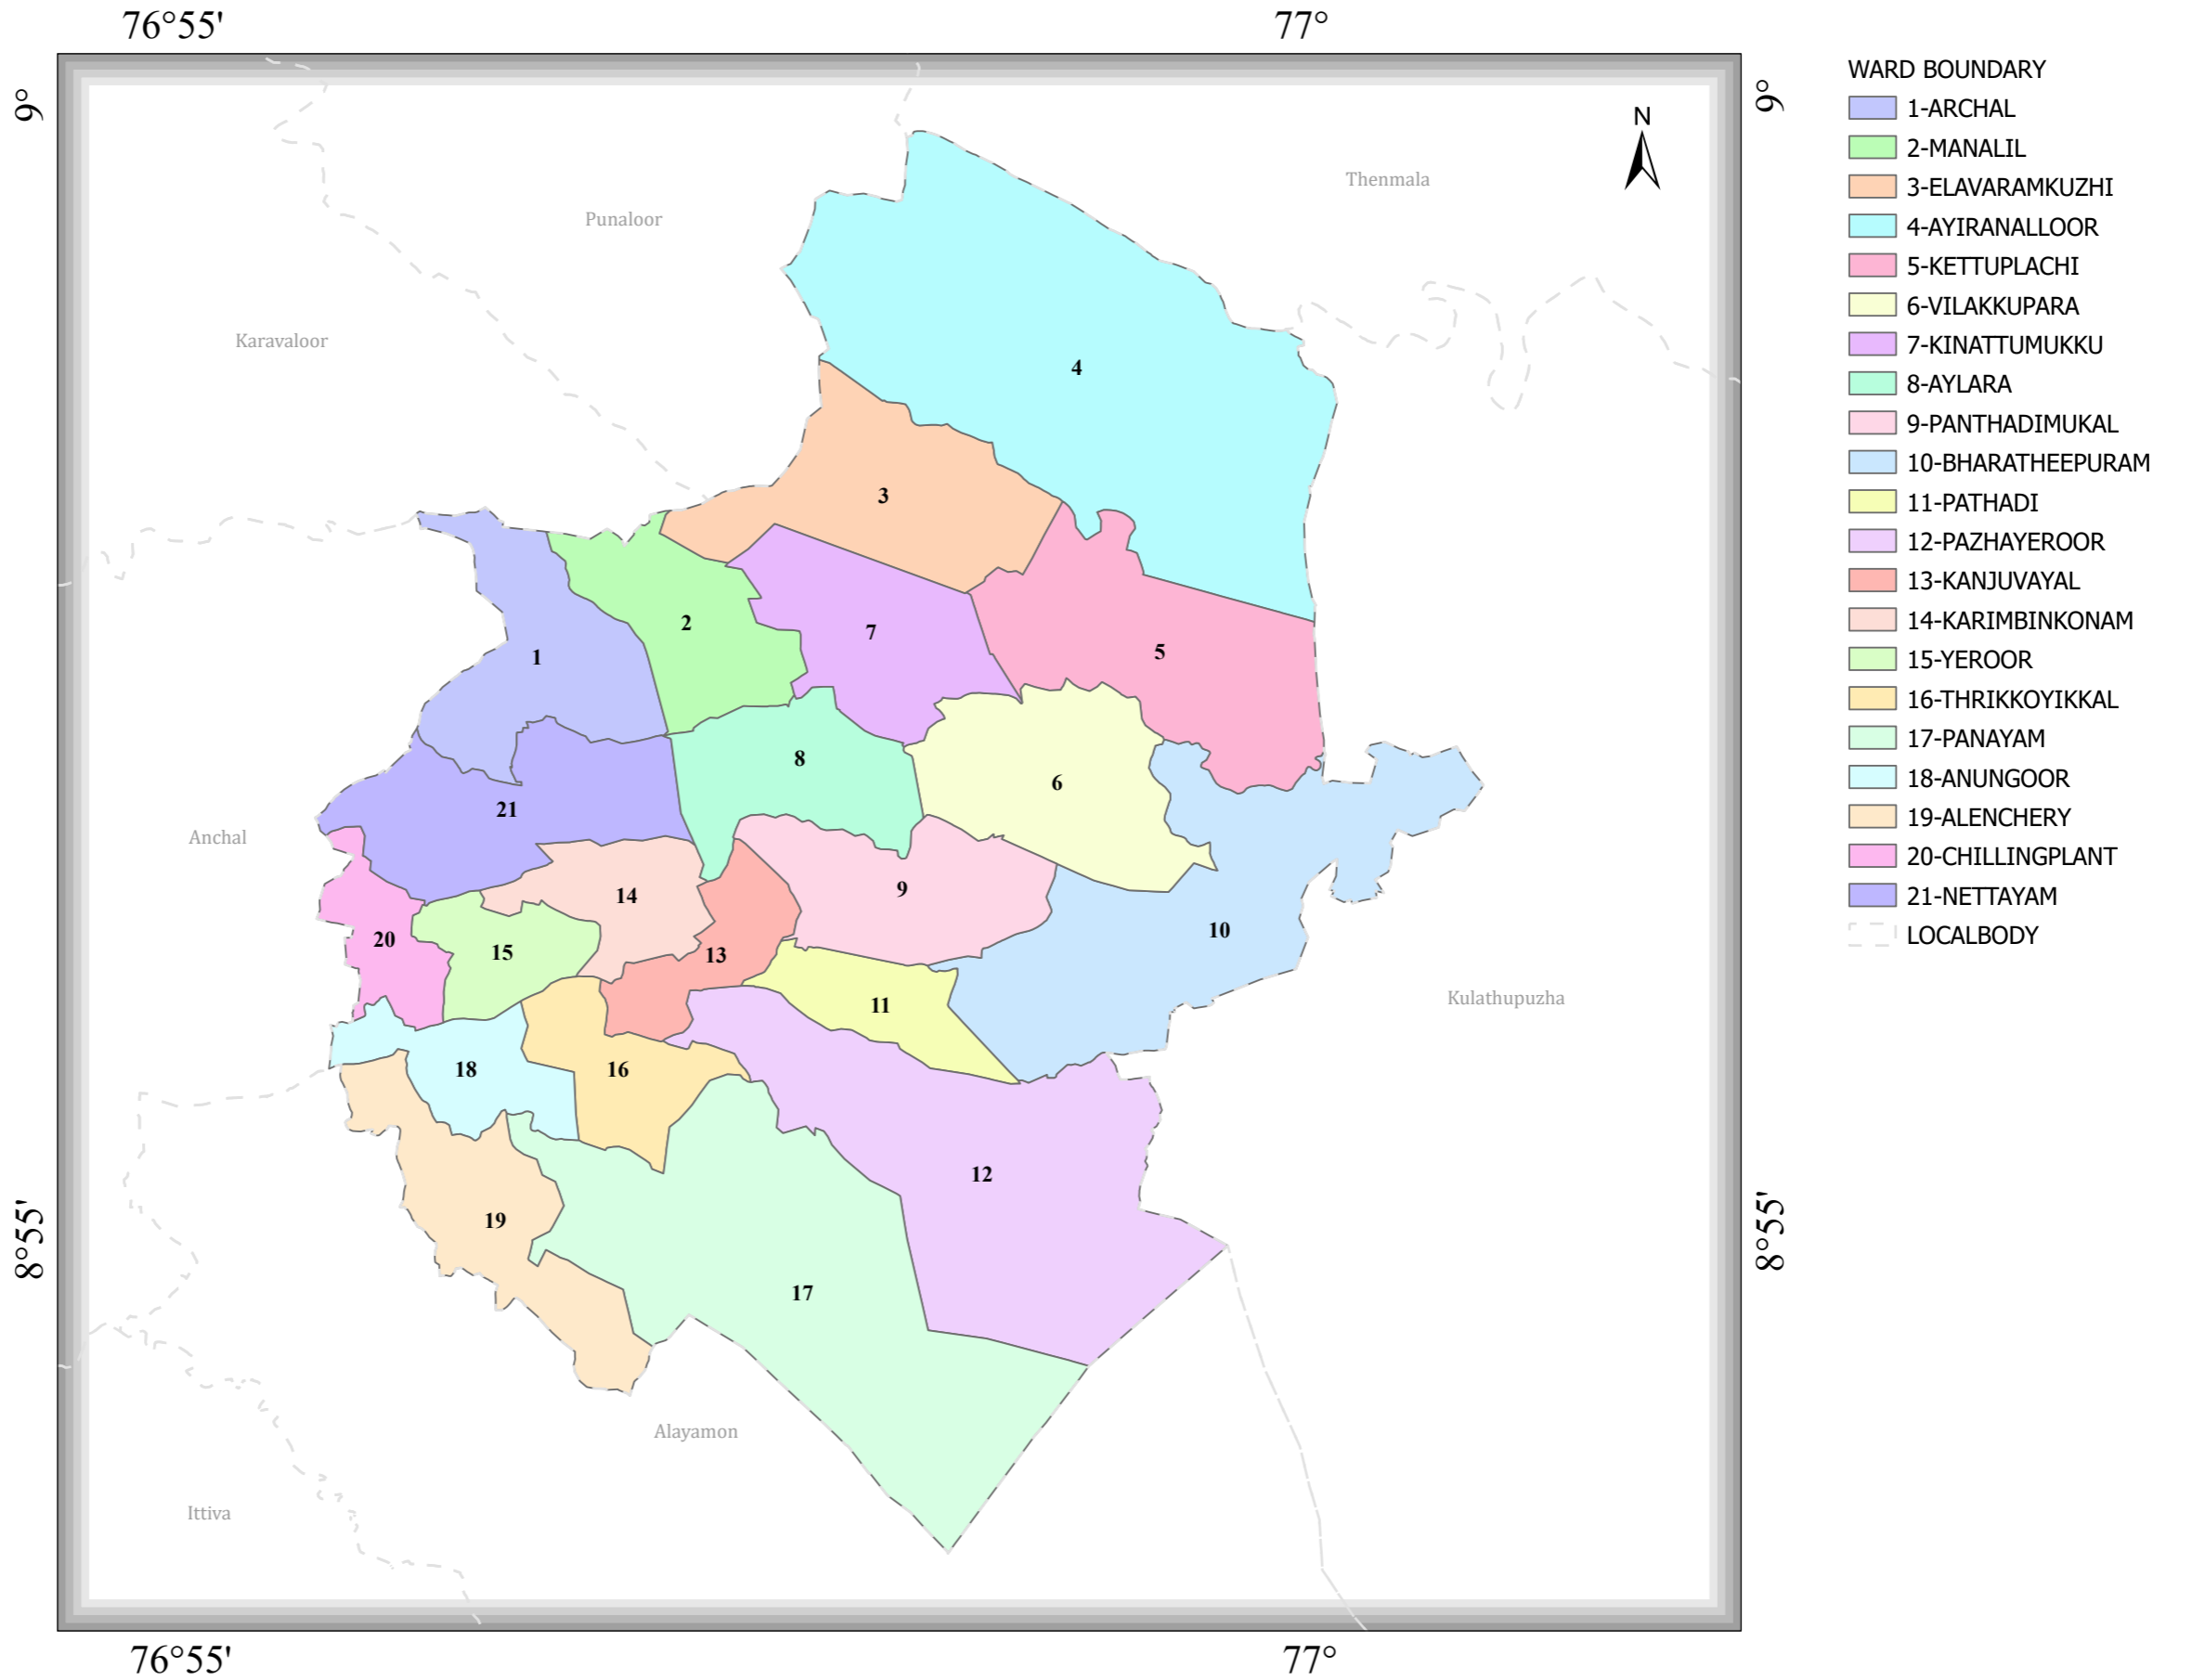 76°55'
77°
9°
9°
N
Thenmala
Punaloor
Karavaloor
4
3
2
7
1
5
8
6
21
Anchal
14
9
20
15
13
10
11
Kulathupuzha
18
16
12
19
17
Alayamon
Ittiva
8°55'
8°55'
76°55'
77°
WARD BOUNDARY
1-ARCHAL
2-MANALIL
3-ELAVARAMKUZHI
4-AYIRANALLOOR
5-KETTUPLACHI
6-VILAKKUPARA
7-KINATTUMUKKU
8-AYLARA
9-PANTHADIMUKAL
10-BHARATHEEPURAM
11-PATHADI
12-PAZHAYEROOR
13-KANJUVAYAL
14-KARIMBINKONAM
15-YEROOR
16-THRIKKOYIKKAL
17-PANAYAM
18-ANUNGOOR
19-ALENCHERY
20-CHILLINGPLANT
21-NETTAYAM
LOCALBODY